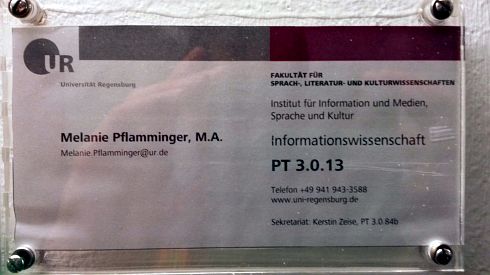 UR
Universität Regensburg
Melanie Pflamminger, M.A.
Melanie.Pflamminger@ur.de
FAKULTÄT FÜR
SPRACH-, LITERATUR- UND KULTURWISSENSCHAFTEN
Institut für Information und Medien,
Sprache und Kultur
Informationswissenschaft
PT 3.0.13
Telefon +49 941 943-3588
www.uni-regensburg.de
Sekretariat: Kerstin Zeise, PT 3.0.84b